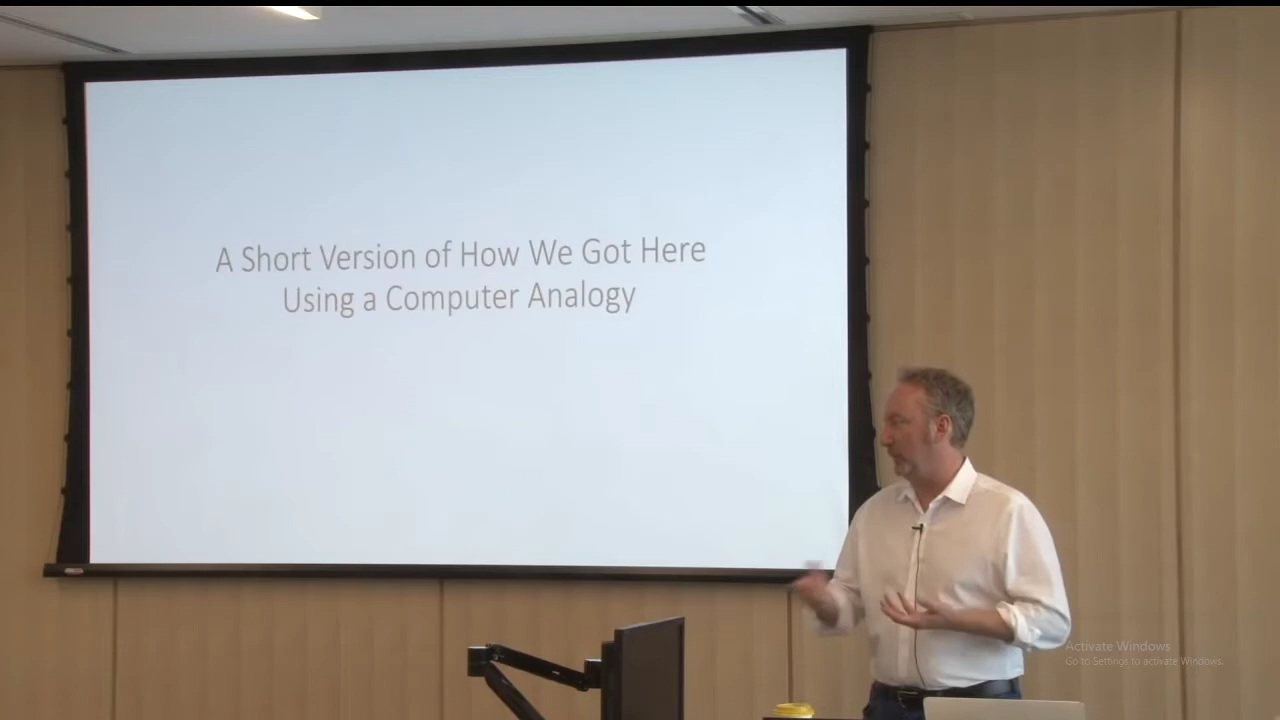 A Short Version of How We Got Here
Using a Computer Analogy
Activate Windows
Go to Settings to activate Windows.